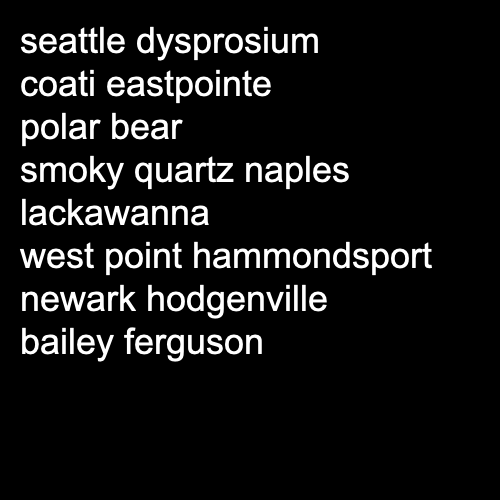 seattle dysprosium
coati eastpointe
polar bear
smoky quartz naples
lackawanna
west point hammondsport
newark hodgenville
bailey ferguson